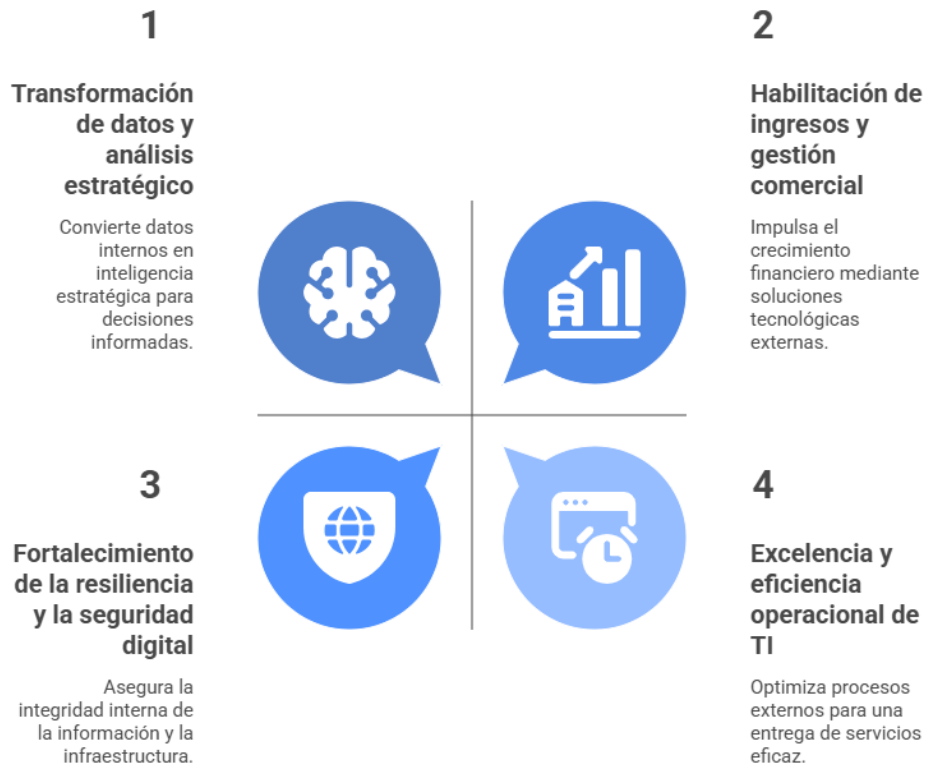 1
Transformación
de datos y
análisis
estratégico
Convierte datos
internos en
inteligencia
estratégica para
decisiones
informadas.
2
Habilitación de
ingresos y
gestión
comercial
Impulsa el
crecimiento
financiero mediante
soluciones
tecnológicas
externas.
3
Fortalecimiento
de la resiliencia
y la seguridad
digital
Asegura la
integridad interna de
la información y la
infraestructura.
4
Excelencia y
eficiencia
operacional de
TI
Optimiza procesos
externos para una
entrega de servicios
eficaz.